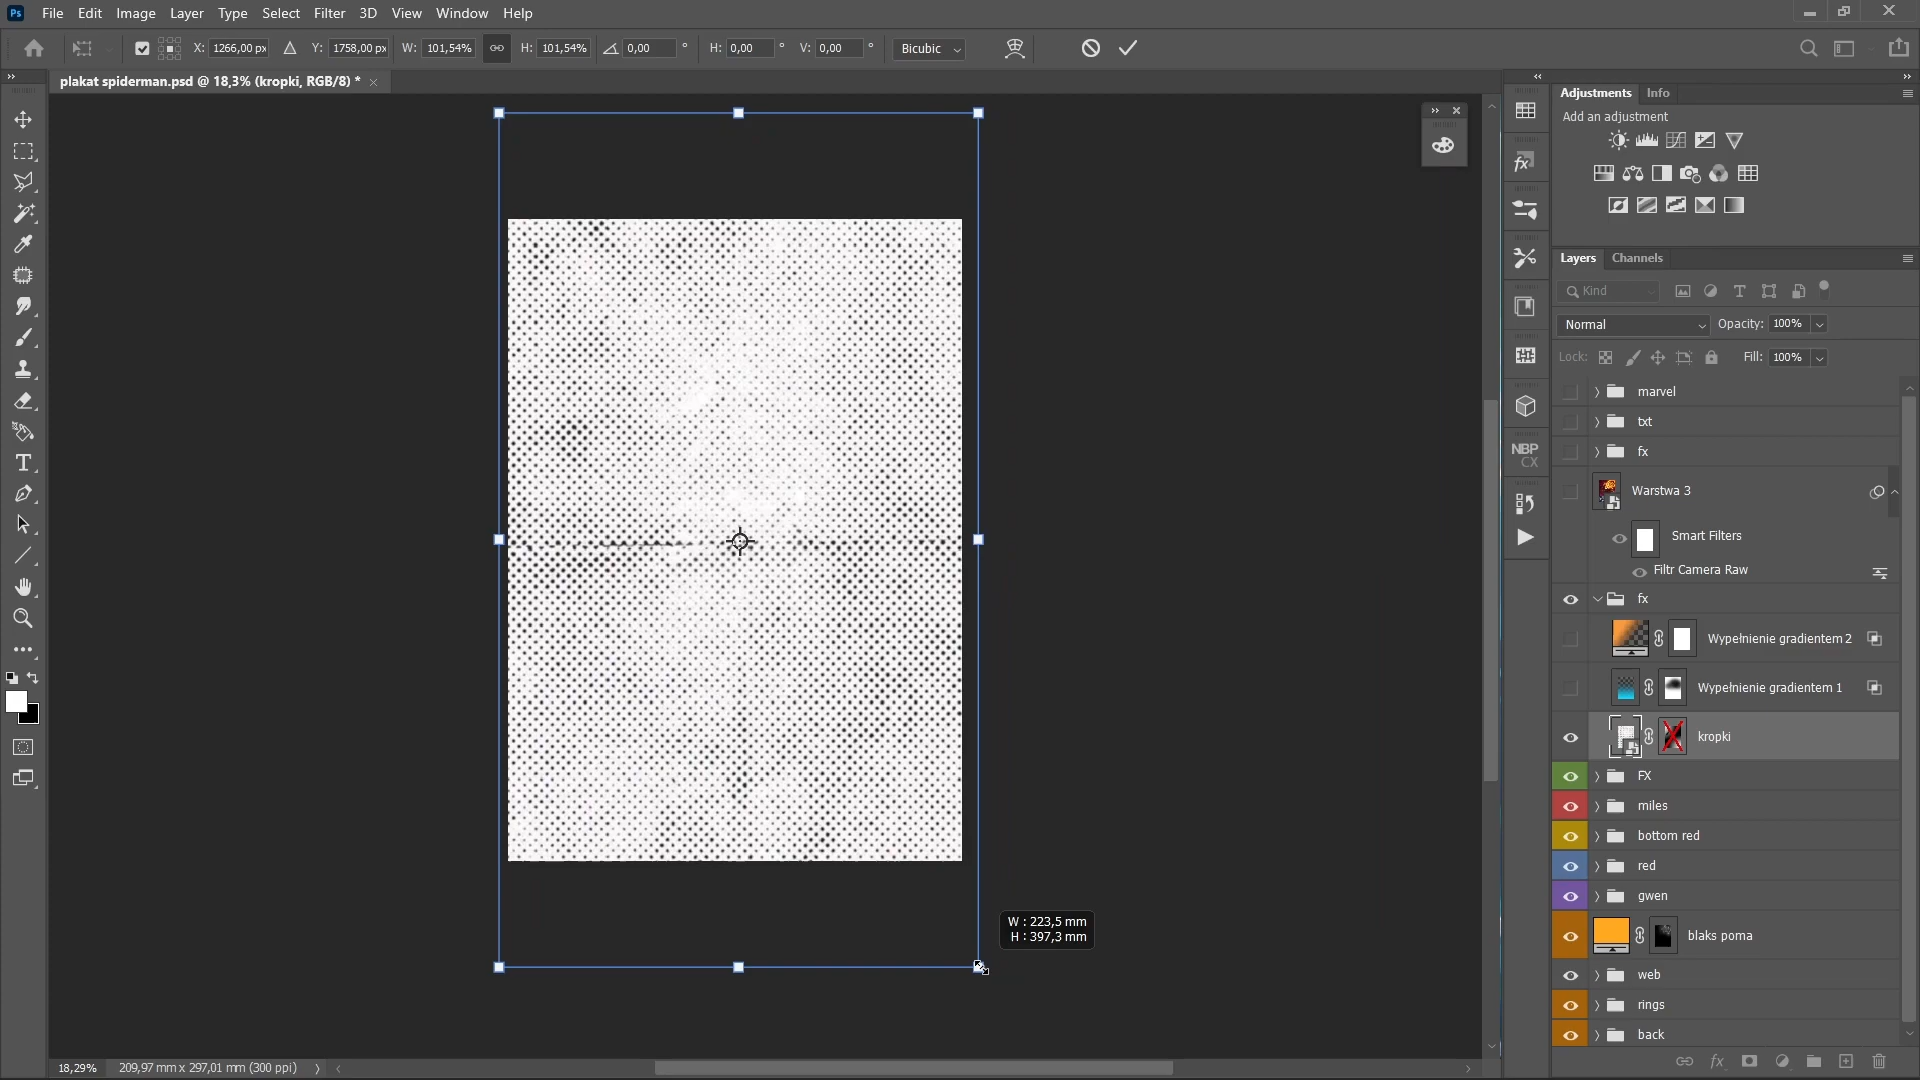 Ps File Edit Image Layer Type Select Filter 3D View Window Help
X: 1266,00 px Y: 1758,00 px W: 101,54% H: 101,54% 0,00 ° H: 0,00 ° V: 0,00 ° Bicubic
plakat spiderman.psd @ 18,3% (kropki, RGB/8) *
Adjustments Info
Add an adjustment
Layers Channels
Kind
Normal Opacity: 100%
Lock: Fill: 100%
marvel
txt
fx
Warstwa 3
Smart Filters
Filtr Camera Raw
fx
Wypełnienie gradientem 2
Wypełnienie gradientem 1
kropki
FX
miles
bottom red
red
gwen
blaks poma
web
rings
back
fx
NBP
CX
W : 223,5 mm
H : 397,3 mm
18,29% 209,97 mm x 297,01 mm (300 ppi)
fx